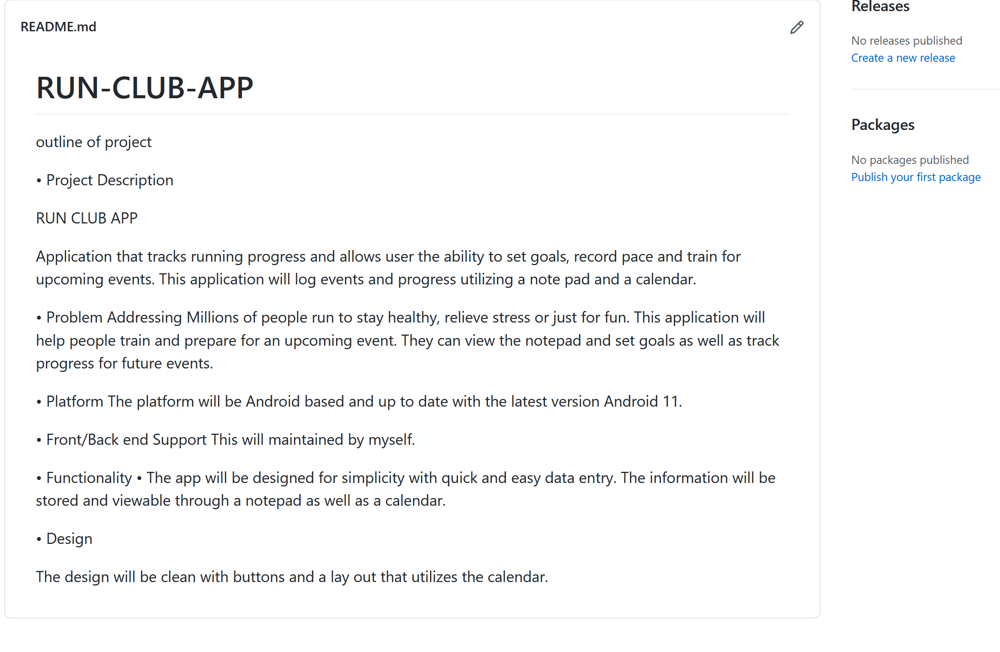 README.md
RUN-CLUB-APP
outline of project
• Project Description
RUN CLUB APP
Application that tracks running progress and allows user the ability to set goals, record pace and train for
upcoming events. This application will log events and progress utilizing a note pad and a calendar.
• Problem Addressing Millions of people run to stay healthy, relieve stress or just for fun. This application will
help people train and prepare for an upcoming event. They can view the notepad and set goals as well as track
progress for future events.
• Platform The platform will be Android based and up to date with the latest version Android 11.
• Front/Back end Support This will maintained by myself.
• Functionality • The app will be designed for simplicity with quick and easy data entry. The information will be
stored and viewable through a notepad as well as a calendar.
• Design
The design will be clean with buttons and a lay out that utilizes the calendar.
Releases
No releases published
Create a new release
Packages
No packages published
Publish your first package